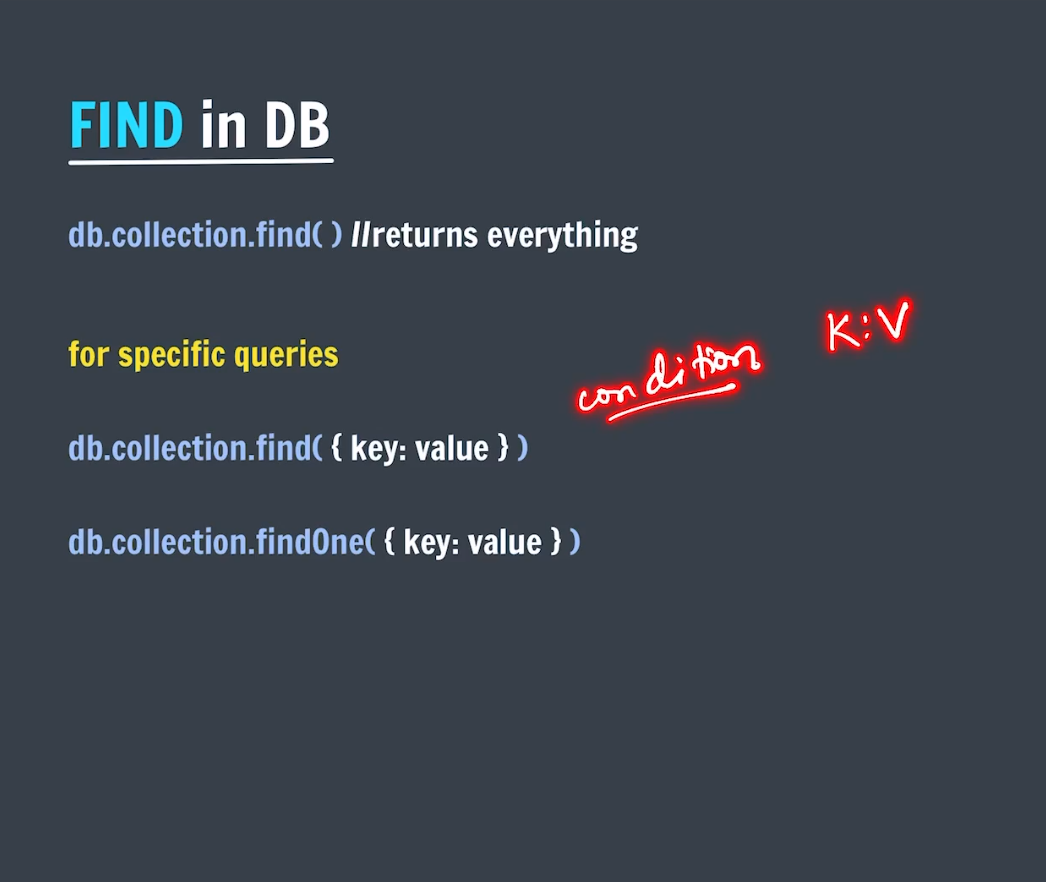 FIND in DB
db.collection.find( ) //returns everything
K:V
for specific queries
condition
db.collection.find( { key: value } )
db.collection.findOne( { key: value } )